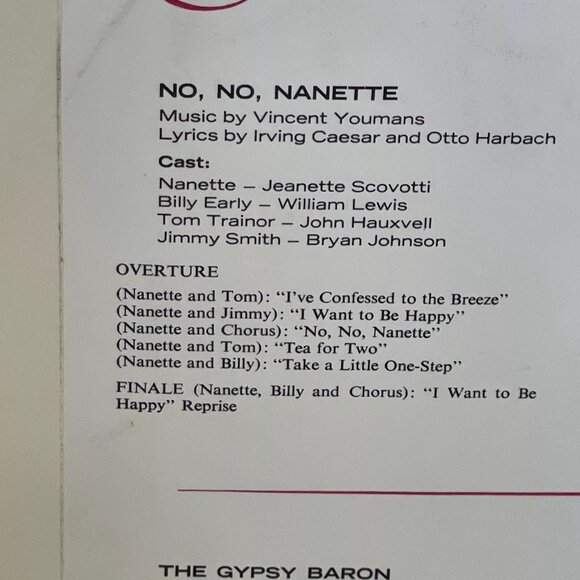 NO, NO, NANETTE
Music by Vincent Youmans
Lyrics by Irving Caesar and Otto Harbach
Cast:
Nanette – Jeanette Scovotti
Billy Early – William Lewis
Tom Trainor – John Hauxvell
Jimmy Smith – Bryan Johnson
OVERTURE
(Nanette and Tom): “I've Confessed to the Breeze”
(Nanette and Jimmy): “I Want to Be Happy”
(Nanette and Chorus): “No, No, Nanette”
(Nanette and Tom): “Tea for Two”
(Nanette and Billy): “Take a Little One-Step”
FINALE (Nanette, Billy and Chorus): “I Want to Be
Happy” Reprise
THE GYPSY BARON